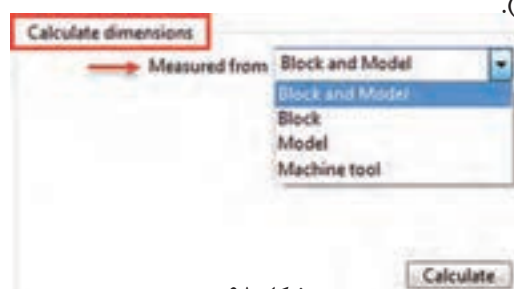 Calculate dimensions
Measured from Block and Model
Block and Model
Block
Model
Machine tool
Calculate